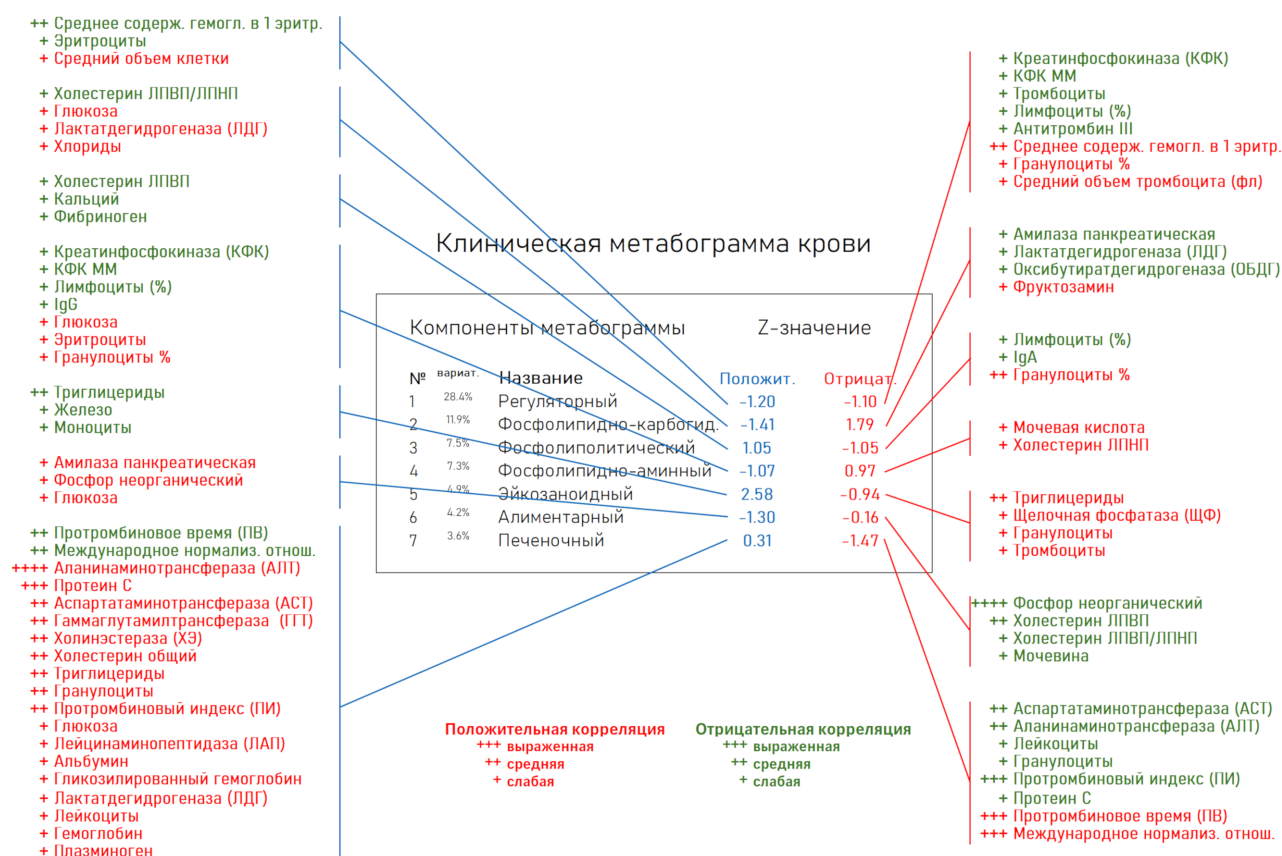 ++ Среднее содерж. гемогл. в 1 эритр.
+ Эритроциты
+ Средний объем клетки
+ Холестерин ЛПВП/ЛПНП
+ Глюкоза
+ Лактатдегидрогеназа (ЛДГ)
+ Хлориды
+ Холестерин ЛПВП
+ Кальций
+ Фибриноген
+ Креатинфосфокиназа (КФК)
+ КФК ММ
+ Лимфоциты (%)
+ IgG
+ Глюкоза
+ Эритроциты
+ Гранулоциты %
++ Триглицериды
+ Железо
+ Моноциты
+ Амилаза панкреатическая
+ Фосфор неорганический
+ Глюкоза
++ Протромбиновое время (ПВ)
++ Международное нормализ. отнош.
++++ Аланинаминотрансфераза (АЛТ)
+++ Протеин С
++ Аспартатаминотрансфераза (АСТ)
++ Гаммаглутамилтрансфераза (ГГТ)
++ Холинэстераза (ХЭ)
++ Холестерин общий
++ Триглицериды
++ Гранулоциты
++ Протромбиновый индекс (ПИ)
+ Глюкоза
+ Лейцинаминопептидаза (ЛАП)
+ Альбумин
+ Гликозилированный гемоглобин
+ Лактатдегидрогеназа (ЛДГ)
+ Лейкоциты
+ Гемоглобин
+ Плазминоген
Клиническая метабограмма крови
Компоненты метабограммы Z-значение
№ вариат. Название Положит. Отрицат.
1 28.4% Регуляторный -1.20 -1.10
2 11.9% Фосфолипидно-карбогид. -1.41 1.79
3 7.5% Фосфолиполитический 1.05 -1.05
4 7.3% Фосфолипидно-аминный -1.07 0.97
5 4.9% Эйкозаноидный 2.58 -0.94
6 4.2% Алиментарный -1.30 -0.16
7 3.6% Печеночный 0.31 -1.47
Положительная корреляция
+++ выраженная
++ средняя
+ слабая
Отрицательная корреляция
+++ выраженная
++ средняя
+ слабая
+ Креатинфосфокиназа (КФК)
+ КФК ММ
+ Тромбоциты
+ Лимфоциты (%)
+ Антитромбин III
++ Среднее содерж. гемогл. в 1 эритр.
+ Гранулоциты %
+ Средний объем тромбоцита (фл)
+ Амилаза панкреатическая
+ Лактатдегидрогеназа (ЛДГ)
+ Оксибутиратдегидрогеназа (ОБДГ)
+ Фруктозамин
+ Лимфоциты (%)
+ IgA
++ Гранулоциты %
+ Мочевая кислота
+ Холестерин ЛПНП
++ Триглицериды
+ Щелочная фосфатаза (ЩФ)
+ Гранулоциты
+ Тромбоциты
++++ Фосфор неорганический
++ Холестерин ЛПВП
+ Холестерин ЛПВП/ЛПНП
+ Мочевина
++ Аспартатаминотрансфераза (АСТ)
++ Аланинаминотрансфераза (АЛТ)
+ Лейкоциты
+ Гранулоциты
+++ Протромбиновый индекс (ПИ)
+ Протеин С
+++ Протромбиновое время (ПВ)
+++ Международное нормализ. отнош.